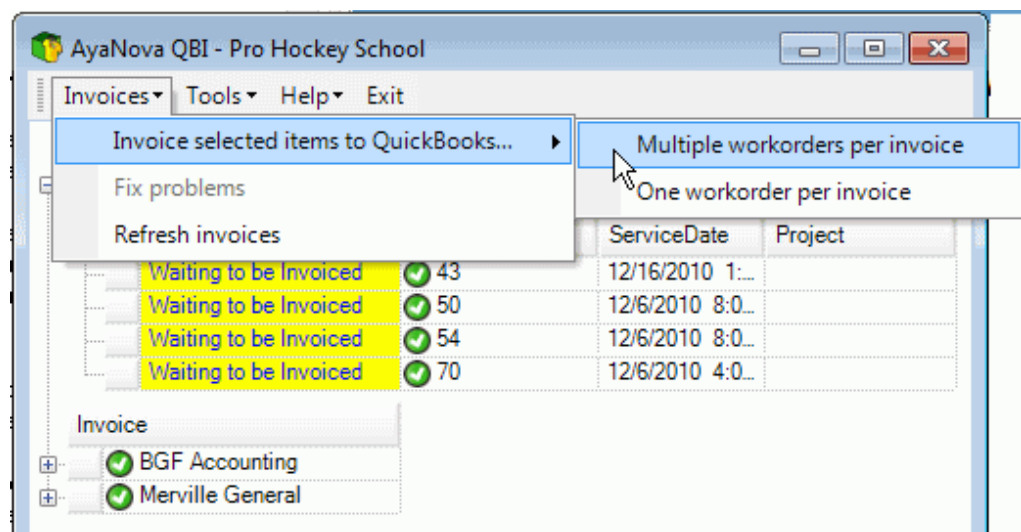 AyaNova QBI - Pro Hockey School
Invoices Tools Help Exit
Invoice selected items to QuickBooks...
Multiple workorders per invoice
Fix problems
One workorder per invoice
Refresh invoices
ServiceDate Project
Waiting to be Invoiced 43 12/16/2010 1:...
Waiting to be Invoiced 50 12/6/2010 8:0...
Waiting to be Invoiced 54 12/6/2010 8:0...
Waiting to be Invoiced 70 12/6/2010 4:0...
Invoice
BGF Accounting
Merville General